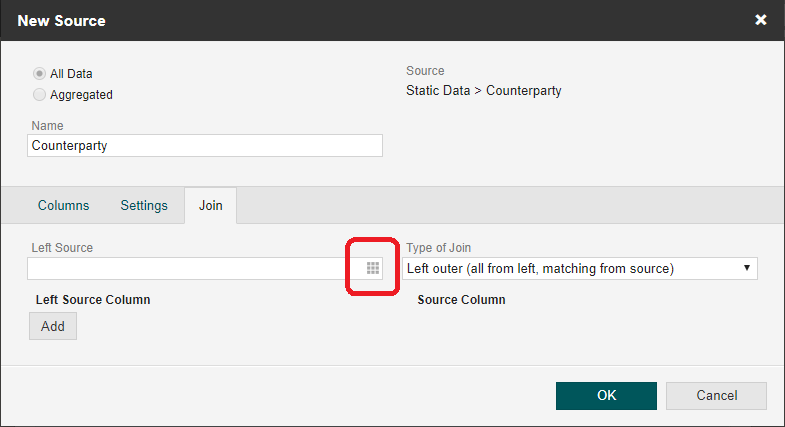 New Source
All Data
Aggregated
Source
Static Data > Counterparty
Name
Counterparty
Columns
Settings
Join
Left Source
Type of Join
Left outer (all from left, matching from source)
Left Source Column
Source Column
Add
OK
Cancel